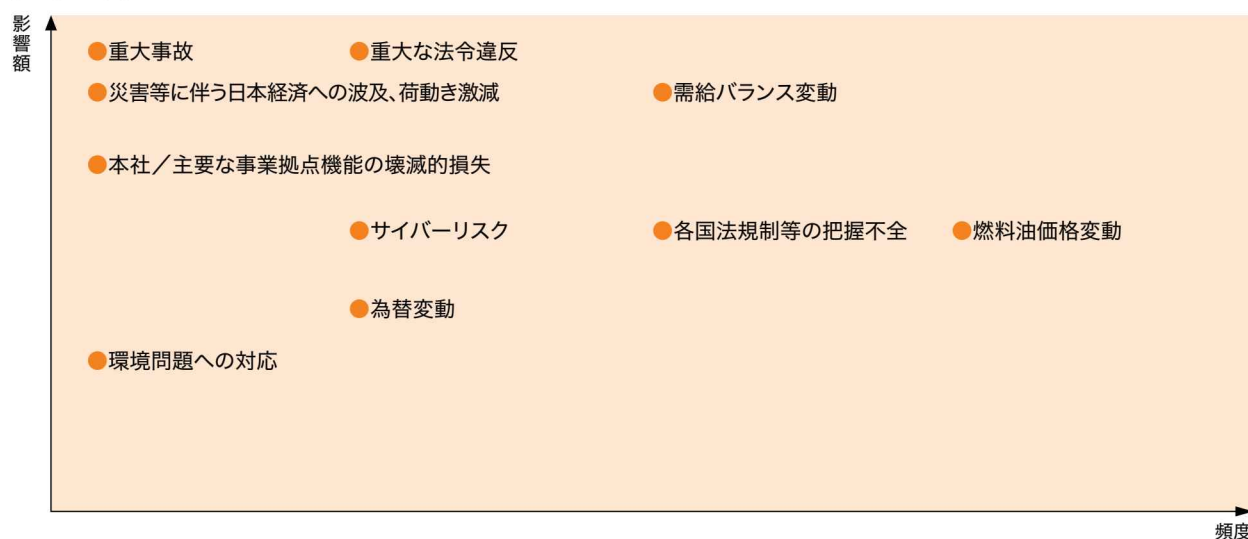 影響額
●重大事故
●重大な法令違反
●災害等に伴う日本経済への波及、荷動き激減
●需給バランス変動
●本社／主要な事業拠点機能の壊滅的損失
●サイバーリスク
●各国法規制等の把握不全
●燃料油価格変動
●為替変動
●環境問題への対応
頻度